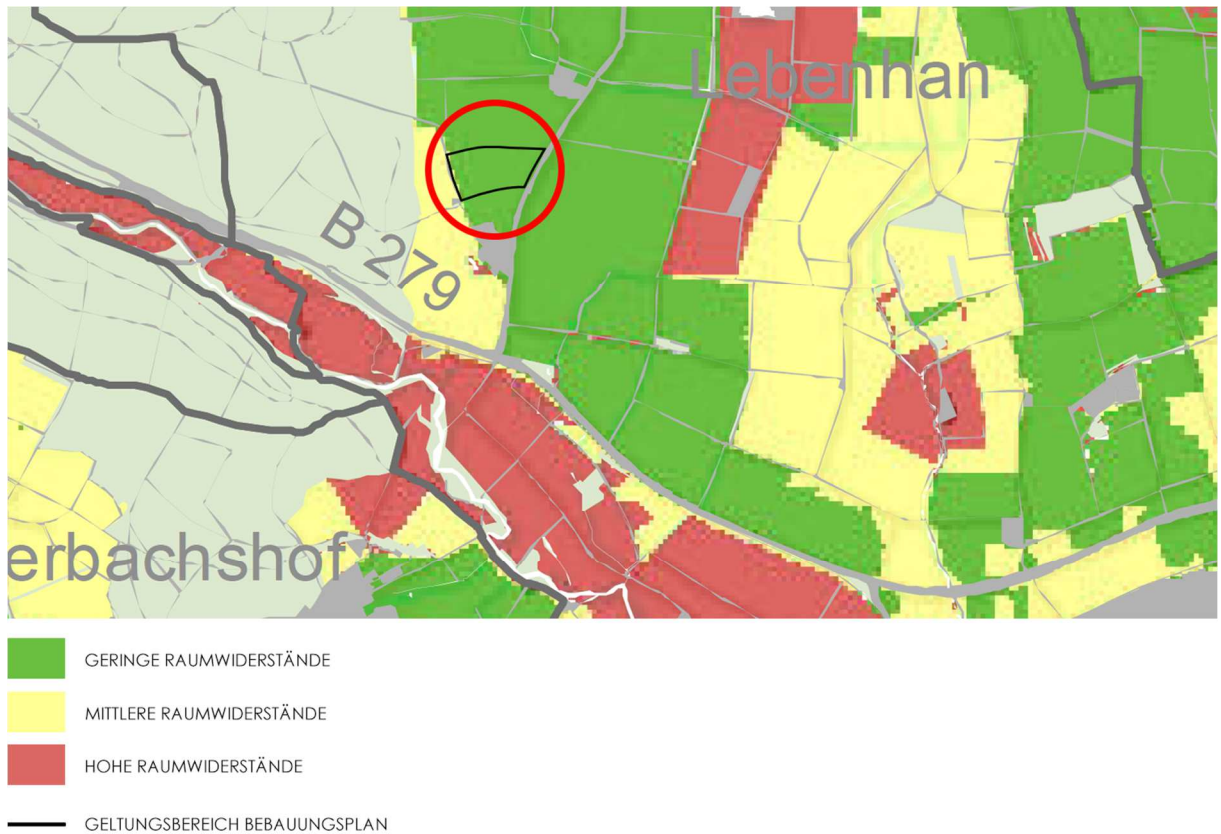 Lebenhan
B 279
erbachshof
GERINGE RAUMWIDERSTÄNDE
MITTLERE RAUMWIDERSTÄNDE
HOHE RAUMWIDERSTÄNDE
GELTUNGSBEREICH BEBAUUNGSPLAN